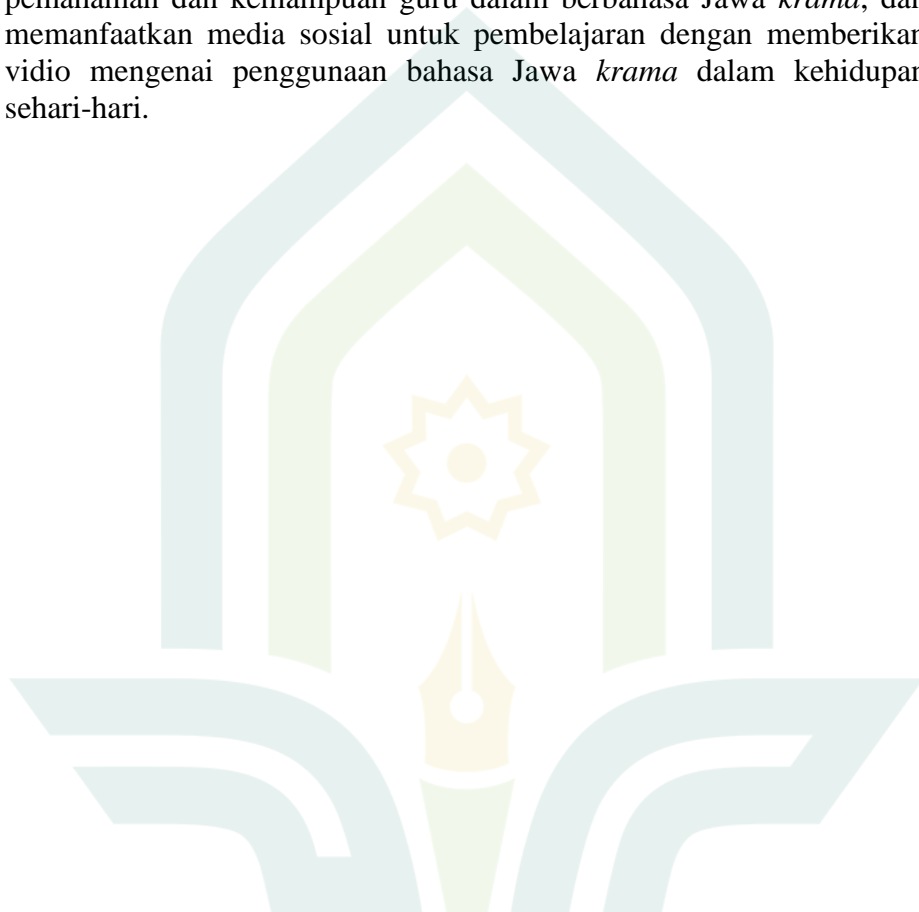 pemahaman dan kemampuan guru dalam berbahasa Jawa krama, dan
memanfaatkan media sosial untuk pembelajaran dengan memberikan
vidio mengenai penggunaan bahasa Jawa krama dalam kehidupan
sehari-hari.